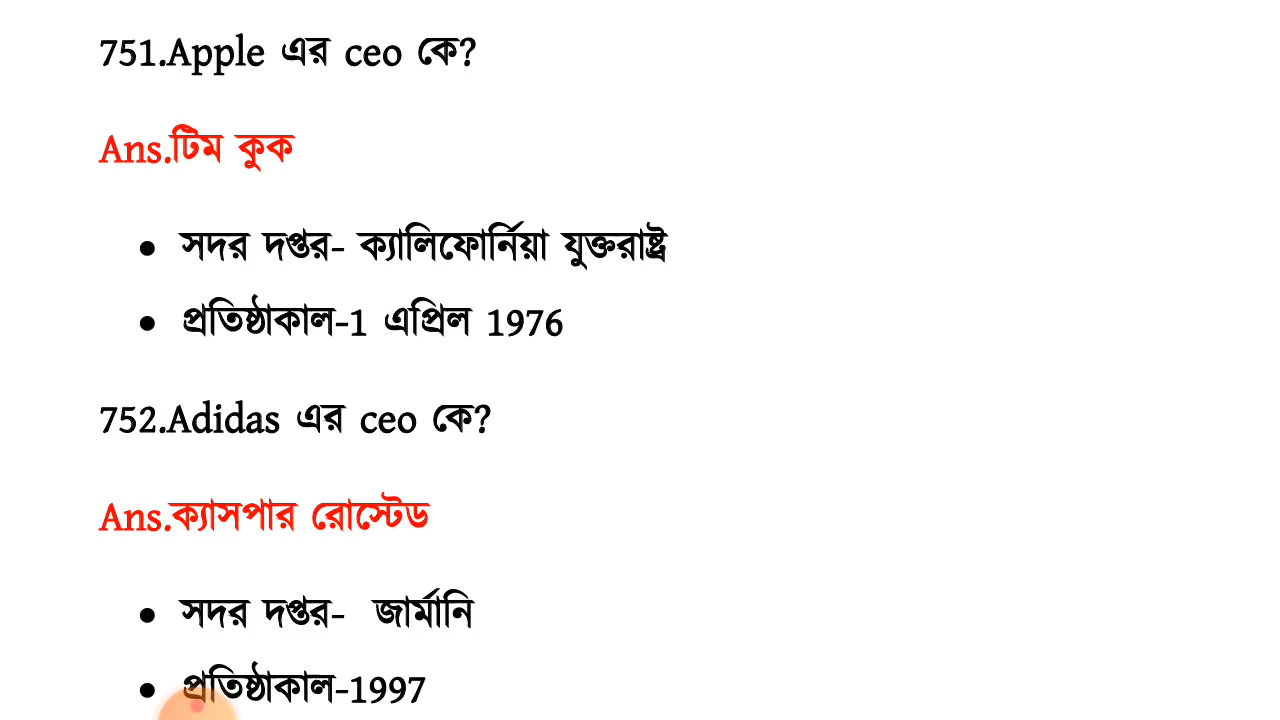 751.Apple এর ceo কে?
Ans.টিম কুক
• সদর দপ্তর- ক্যালিফোর্নিয়া যুক্তরাষ্ট্র
• প্রতিষ্ঠাকাল-1 এপ্রিল 1976
752.Adidas এর ceo কে?
Ans.ক্যাসপার রোস্টেড
• সদর দপ্তর- জার্মানি
• প্রতিষ্ঠাকাল-1997